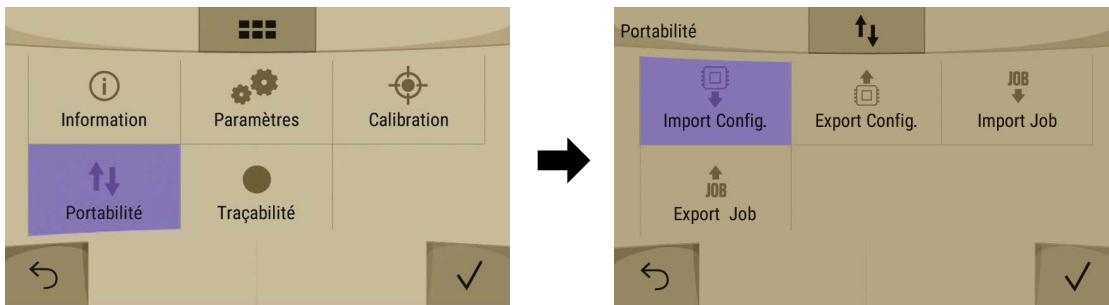 Information
Paramètres
Calibration
Portabilité
Traçabilité
Portabilité
Import Config.
Export Config.
JOB
Import Job
JOB
Export Job